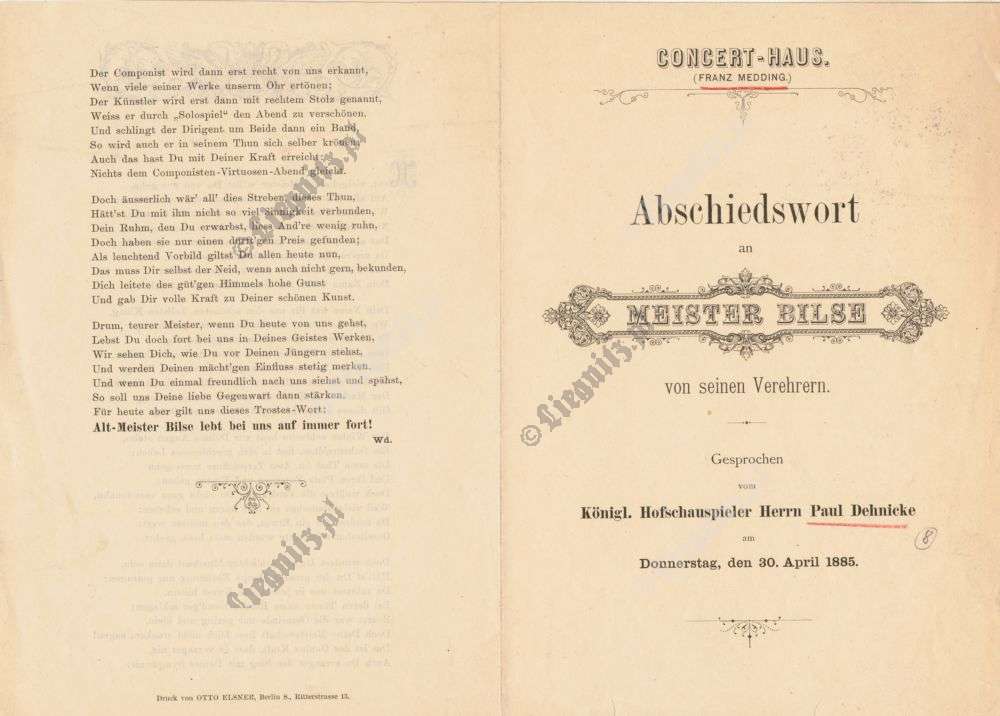 Der Componist wird dann erst recht von uns erkannt,
Wenn viele seiner Werke unserm Ohr ertönen;
Der Künstler wird erst dann mit rechtem Stolz genannt,
Weiss er durch „Solospiel" den Abend zu verschönen.
Und schlingt der Dirigent um Beide dann ein Band,
So wird auch er in seinem Thun sich selber krönen;
Auch das hast Du mit Deiner Kraft erreicht;
Nichts dem Componisten-Virtuosen-Abend gleicht.
Doch äusserlich wär' all' dies Streben, dieses Thun,
Hätt'st Du mit ihm nicht so viel Sinnigkeit verbunden,
Dein Ruhm, den Du erwarbst, liess And're wenig ruhn,
Doch haben sie nur einen dürft'gen Preis gefunden;
Als leuchtend Vorbild giltst Du allen heute nun,
Das muss Dir selbst der Neid, wenn auch nicht gern, bekunden,
Dich leitete des güt'gen Himmels hohe Gunst
Und gab Dir volle Kraft zu Deiner schönen Kunst.
Drum, teurer Meister, wenn Du heute von uns gehst,
Lebst Du doch fort bei uns in Deines Geistes Werken,
Wir sehen Dich, wie Du vor Deinen Jüngern stehst,
Und werden Deinen mächt'gen Einfluss stetig merken.
Und wenn Du einmal freundlich nach uns siehst und spähst,
So soll uns Deine liebe Gegenwart dann stärken.
Für heute aber gilt uns dieses Trostes-Wort:
Alt-Meister Bilse lebt bei uns auf immer fort!
Wd.
Druck von OTTO ELSNER, Berlin S., Ritterstrasse 13.
CONCERT-HAUS.
(FRANZ MEDDING.)
Abschiedswort
an
MEISTER BILSE
von seinen Verehrern.
Gesprochen
vom
Königl. Hofschauspieler Herrn Paul Dehnicke
am
Donnerstag, den 30. April 1885.
8
© Liegnitz.pl
© Liegnitz.pl
Liegnitz.pl